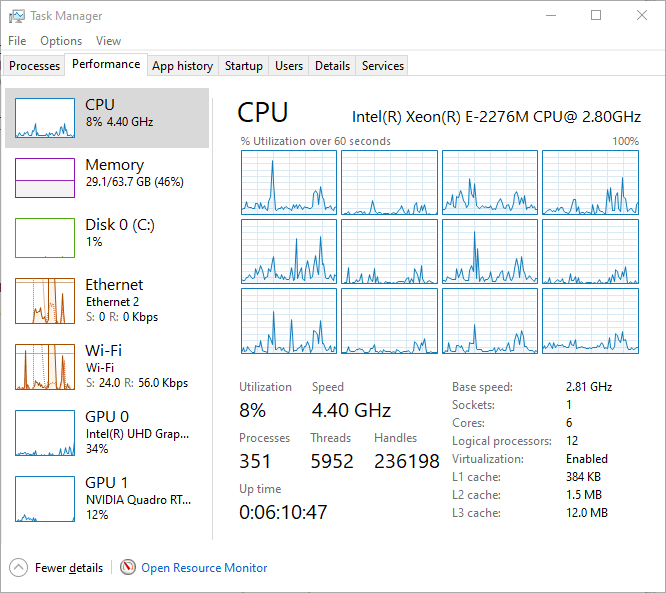 Task Manager
File Options View
Processes Performance App history Startup Users Details Services
CPU
8% 4.40 GHz
Memory
29.1/63.7 GB (46%)
Disk 0 (C:)
1%
Ethernet
Ethernet 2
S: 0 R: 0 Kbps
Wi-Fi
Wi-Fi
S: 24.0 R: 56.0 Kbps
GPU 0
Intel(R) UHD Grap...
34%
GPU 1
NVIDIA Quadro RT...
12%
CPU Intel(R) Xeon(R) E-2276M CPU@ 2.80GHz
% Utilization over 60 seconds 100%
Utilization Speed
8% 4.40 GHz
Processes Threads Handles
351 5952 236198
Up time
0:06:10:47
Base speed: 2.81 GHz
Sockets: 1
Cores: 6
Logical processors: 12
Virtualization: Enabled
L1 cache: 384 KB
L2 cache: 1.5 MB
L3 cache: 12.0 MB
Fewer details Open Resource Monitor